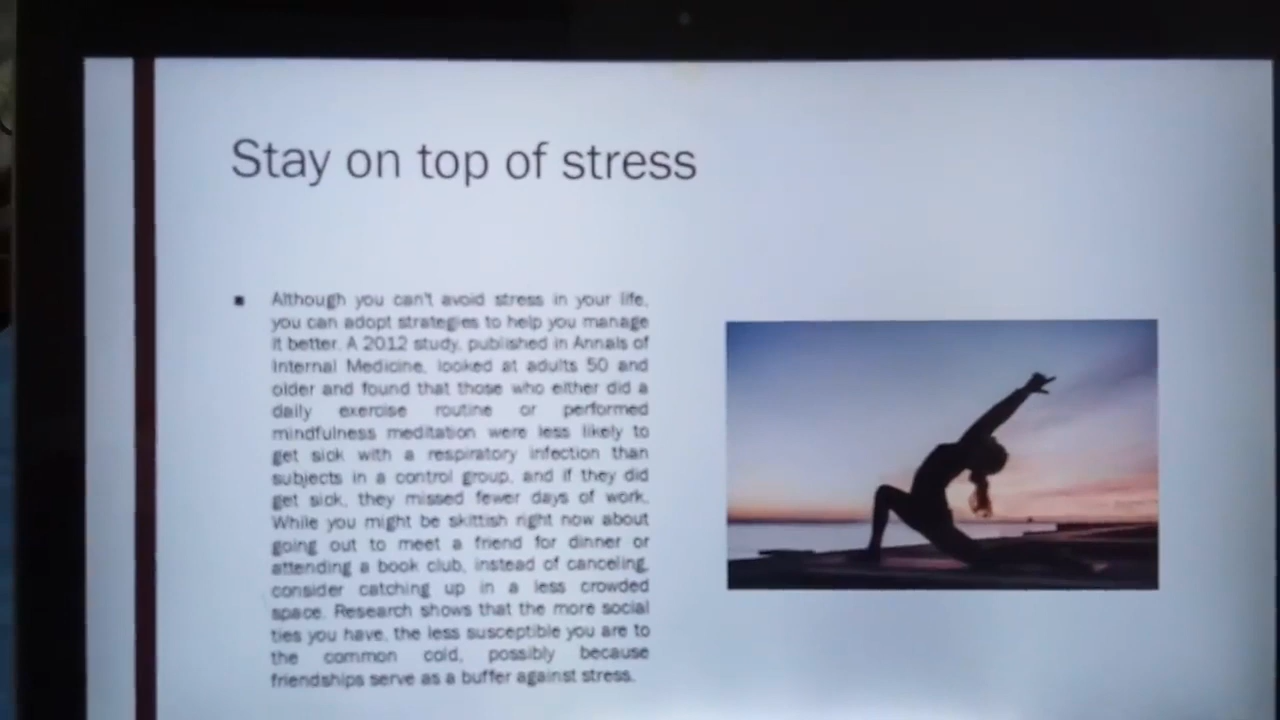 Stay on top of stress
Although you can't avoid stress in your life,
you can adopt strategies to help you manage
it better. A 2012 study, published in Annals of
Internal Medicine, looked at adults 50 and
older and found that those who either did a
daily exercise routine or performed
mindfulness meditation were less likely to
get sick with a respiratory infection than
subjects in a control group, and if they did
get sick, they missed fewer days of work.
While you might be skittish right now about
going out to meet a friend for dinner or
attending a book club, instead of canceling,
consider catching up in a less crowded
space. Research shows that the more social
ties you have, the less susceptible you are to
the common cold, possibly because
friendships serve as a buffer against stress.